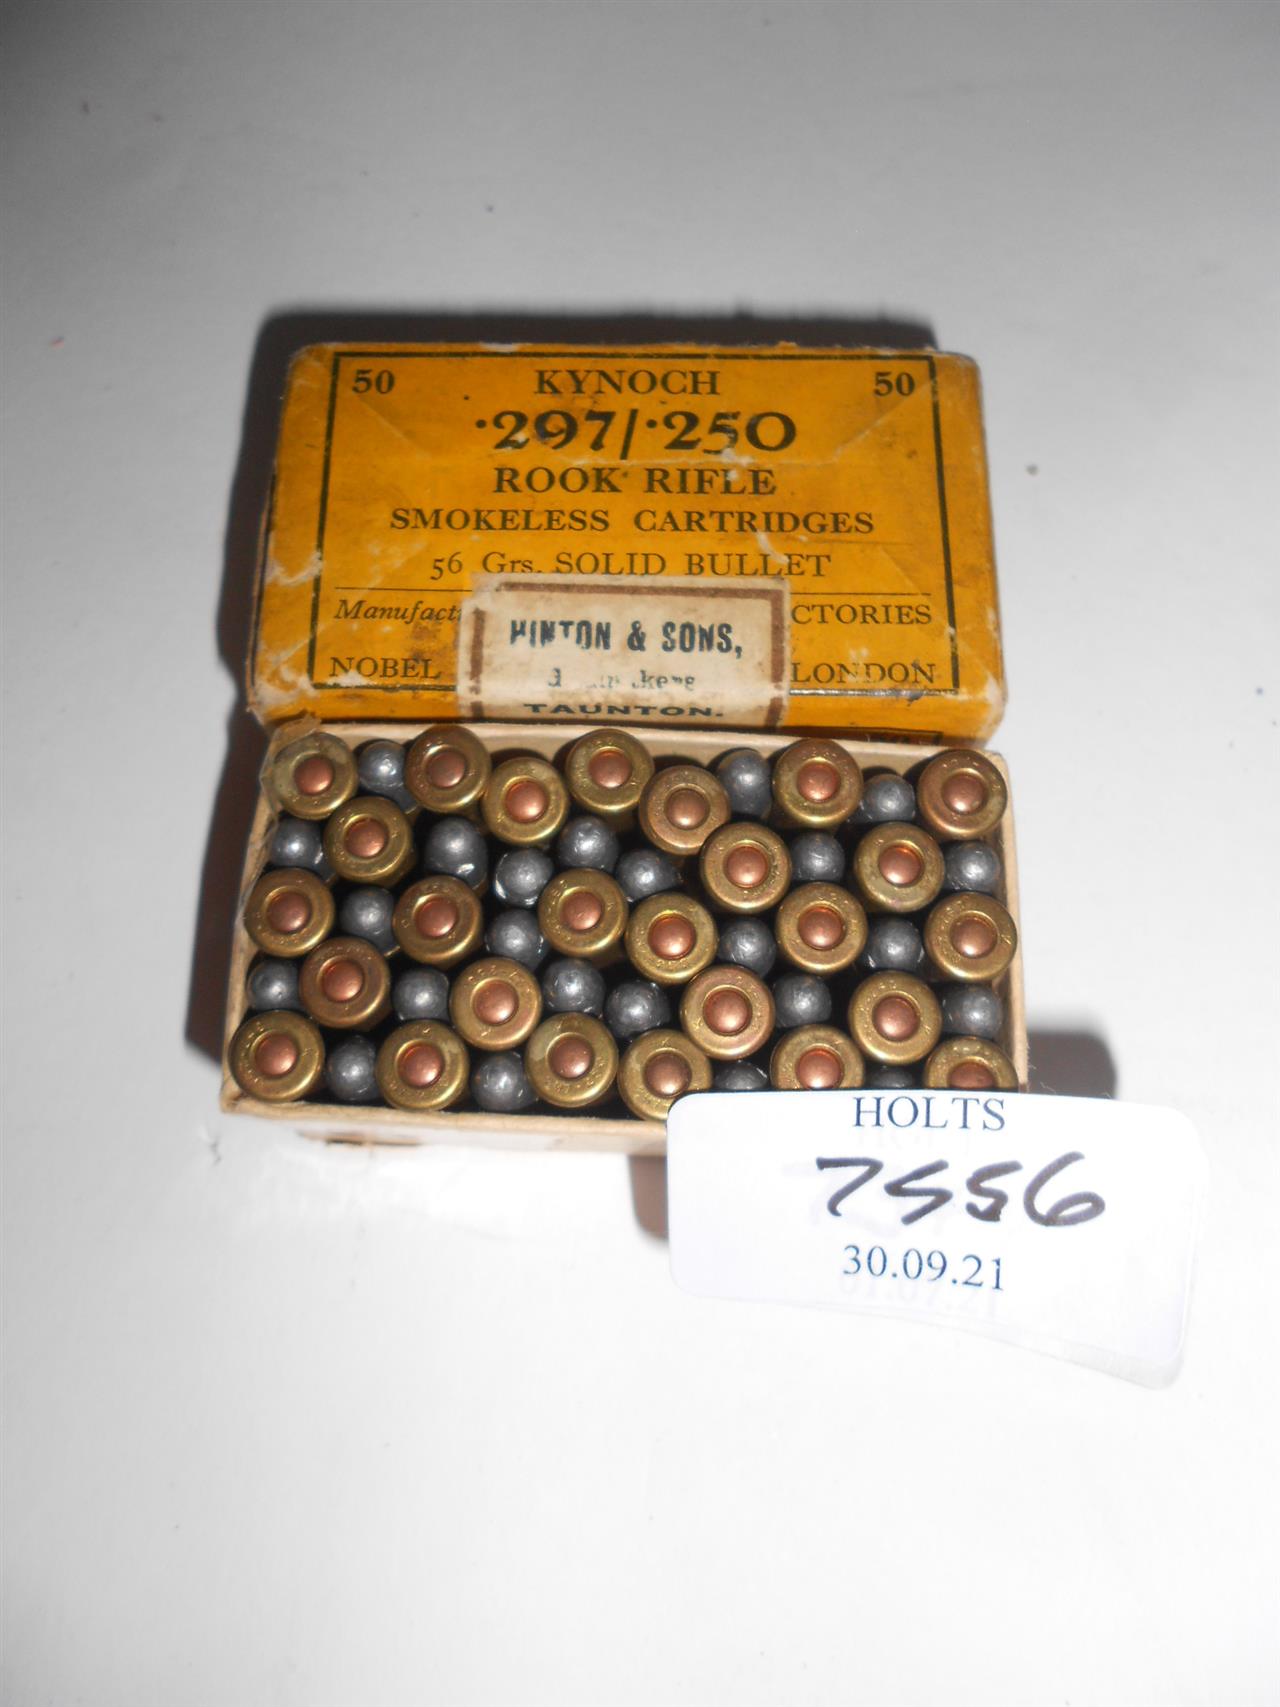 50 KYNOCH 50
·297/·250
ROOK RIFLE
SMOKELESS CARTRIDGES
56 Grs. SOLID BULLET
CTORIES
NOBEL LONDON
HINTON & SONS,
TAUNTON.
HOLTS
7556
30.09.21